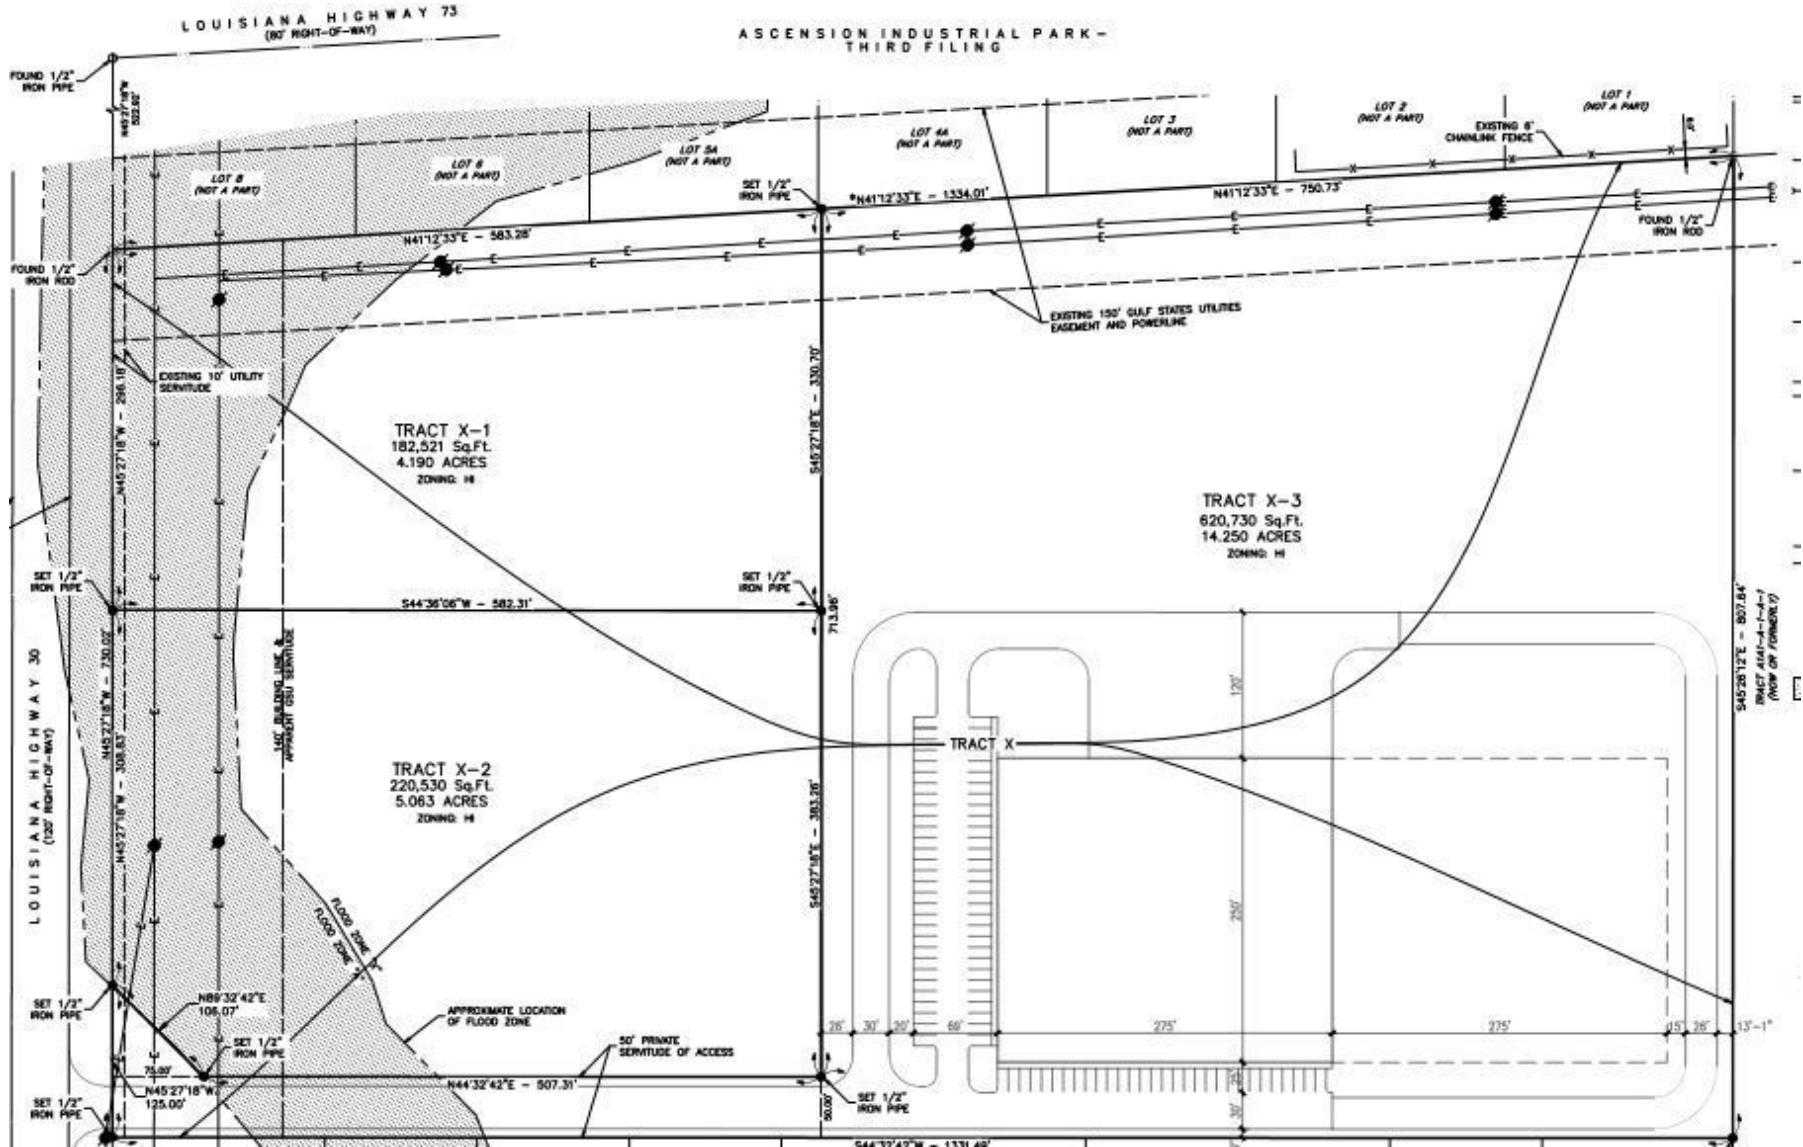 LOUISIANA HIGHWAY 73
(80' RIGHT-OF-WAY)
ASCENSION INDUSTRIAL PARK-
THIRD FILING
FOUND 1/2"
IRON PIPE
N45°27'18"W
522.92'
LOT 8
(NOT A PART)
LOT 6
(NOT A PART)
LOT 5A
(NOT A PART)
LOT 4A
(NOT A PART)
LOT 3
(NOT A PART)
LOT 2
(NOT A PART)
LOT 1
(NOT A PART)
EXISTING 6'
CHAINLINK FENCE
SET 1/2"
IRON PIPE
*N41°12'33"E - 1334.01'
N41°12'33"E - 750.73'
N41°12'33"E - 583.28'
FOUND 1/2"
IRON ROD
FOUND 1/2"
IRON ROD
EXISTING 150' GULF STATES UTILITIES
EASEMENT AND POWERLINE
EXISTING 10' UTILITY
SERVITUDE
N45°27'18"W - 296.18'
S45°27'18"E - 330.70'
TRACT X-1
182,521 Sq.Ft.
4.190 ACRES
ZONING: HI
TRACT X-3
620,730 Sq.Ft.
14.250 ACRES
ZONING: HI
SET 1/2"
IRON PIPE
S44°36'06"W - 582.31'
SET 1/2"
IRON PIPE
713.96'
S45°26'12"E - 807.64'
(NOW OR FORMERLY)
LOUISIANA HIGHWAY 30
(120' RIGHT-OF-WAY)
N45°27'18"W - 730.02'
N45°27'18"W - 308.83'
140' BUILDING LINE &
APPARENT GSU SERVITUDE
120'
TRACT X
TRACT X-2
220,530 Sq.Ft.
5.063 ACRES
ZONING: HI
S45°27'18"E - 383.26'
250'
FLOOD ZONE
FLOOD ZONE
SET 1/2"
IRON PIPE
N89°32'42"E
106.07'
APPROXIMATE LOCATION
OF FLOOD ZONE
SET 1/2"
IRON PIPE
50' PRIVATE
SERVITUDE OF ACCESS
26'
30'
20'
69'
275'
275'
15'
26'
13'-1"
75.00'
N45°27'18"W
125.00'
N44°32'42"E - 507.31'
SET 1/2"
IRON PIPE
50.00'
SET 1/2"
IRON PIPE
25'
30'
S44°32'42"W - 1331.49'